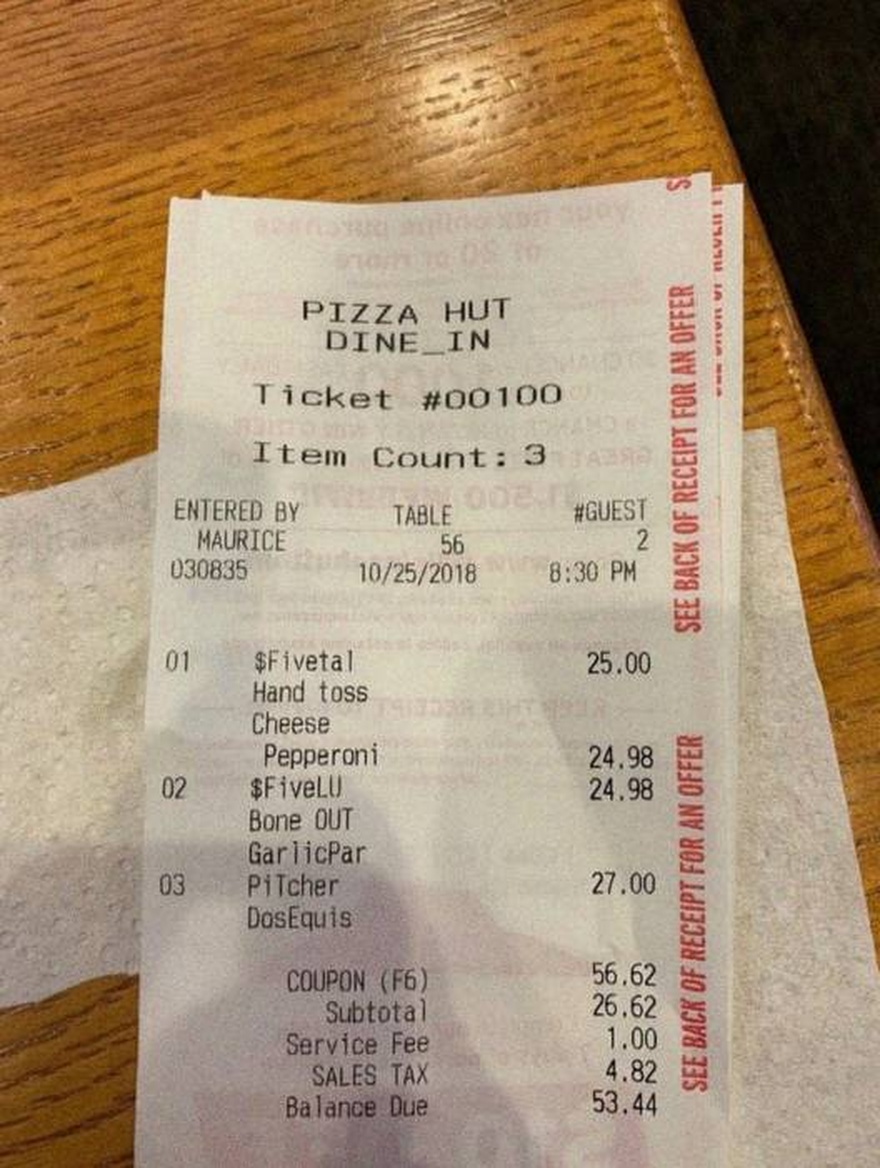 PIZZA HUT
DINE_IN
Ticket #00100
Item Count: 3
ENTERED BY TABLE #GUEST
MAURICE 56 2
030835 10/25/2018 8:30 PM
01 $Fivetal 25.00
Hand toss
Cheese
Pepperoni 24.98
02 $FiveLU 24.98
Bone OUT
GarlicPar
03 PiTcher 27.00
DosEquis
COUPON (F6) 56.62
Subtotal 26.62
Service Fee 1.00
SALES TAX 4.82
Balance Due 53.44
SEE BACK OF RECEIPT FOR AN OFFER
SEE BACK OF RECEIPT FOR AN OFFER